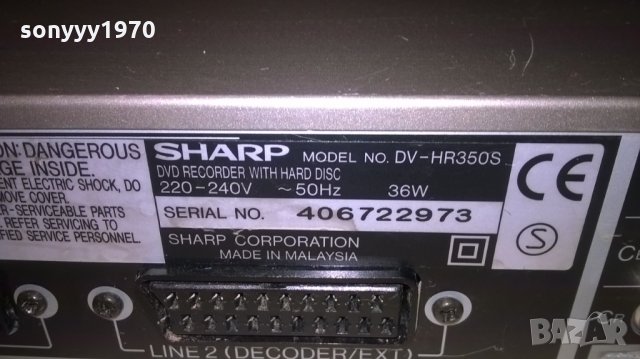 sonyyy1970
ON: DANGEROUS
GE INSIDE.
ENT ELECTRIC SHOCK, DO
MOVE COVER.
R-SERVICEABLE PARTS
REFER SERVICING TO
IFIED SERVICE PERSONNEL.
SHARP MODEL NO. DV-HR350S
DVD RECORDER WITH HARD DISC
220-240V ~50Hz 36W
SERIAL NO. 406722973
SHARP CORPORATION
MADE IN MALAYSIA
CE
S
LINE 2 (DECODER/EXT)
bazar